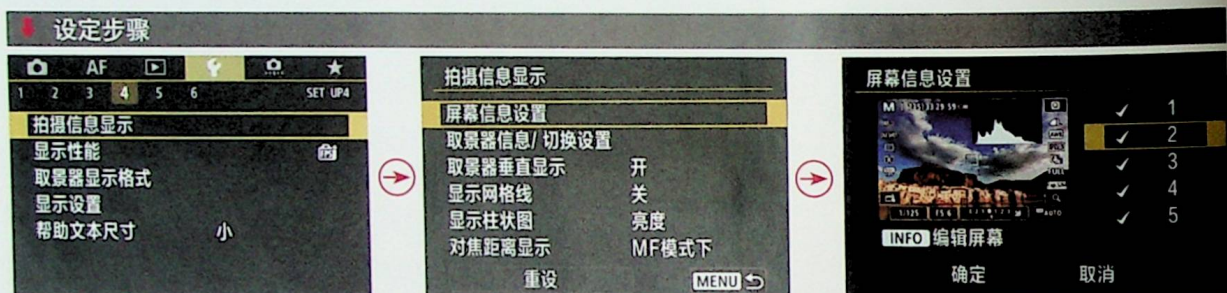 设定步骤
AF
1 2 3 4 5 6 SET UP4
拍摄信息显示
显示性能
取景器显示格式
显示设置
帮助文本尺寸 小
拍摄信息显示
屏幕信息设置
取景器信息/切换设置
取景器垂直显示 开
显示网格线 关
显示柱状图 亮度
对焦距离显示 MF模式下
重设 MENU
屏幕信息设置
M
1/125 F5.6
AUTO
FULL
1
2
3
4
5
INFO 编辑屏幕
确定 取消